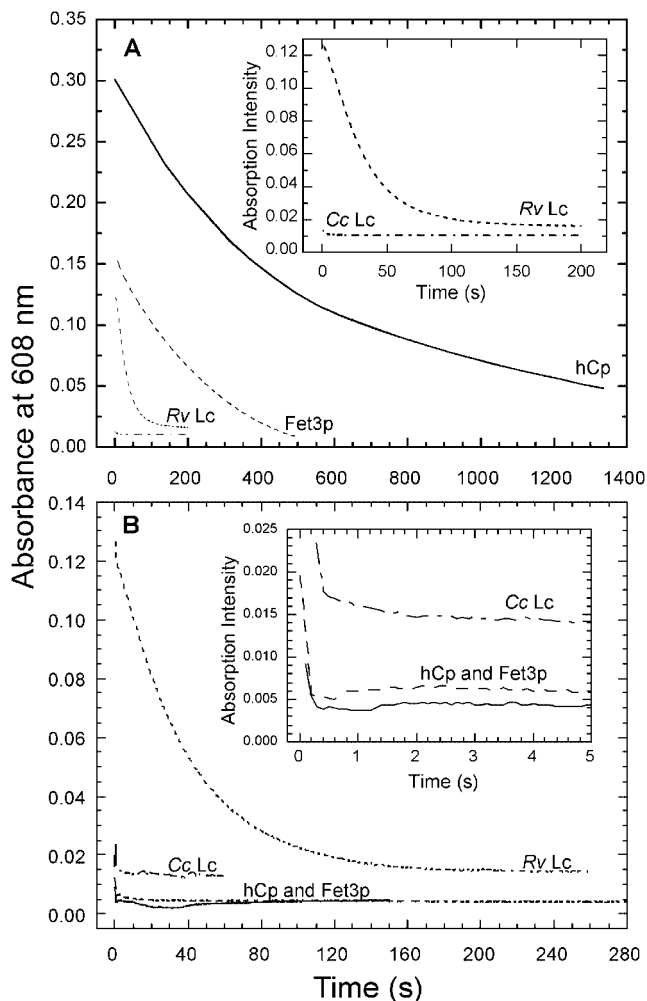 A
0.35
0.30
0.25
0.20
0.15
0.10
0.05
0.00
0 200 400 600 800 1000 1200 1400
Rv Lc
Fet3p
hCp
Absorption Intensity
0.12
0.10
0.08
0.06
0.04
0.02
0.00
Cc Lc
Rv Lc
0 50 100 150 200
Time (s)
Absorbance at 608 nm
B
0.14
0.12
0.10
0.08
0.06
0.04
0.02
0.00
0 40 80 120 160 200 240 280
Cc Lc
hCp and Fet3p
Rv Lc
Absorption Intensity
0.025
0.020
0.015
0.010
0.005
0.000
Cc Lc
hCp and Fet3p
0 1 2 3 4 5
Time (s)
Time (s)